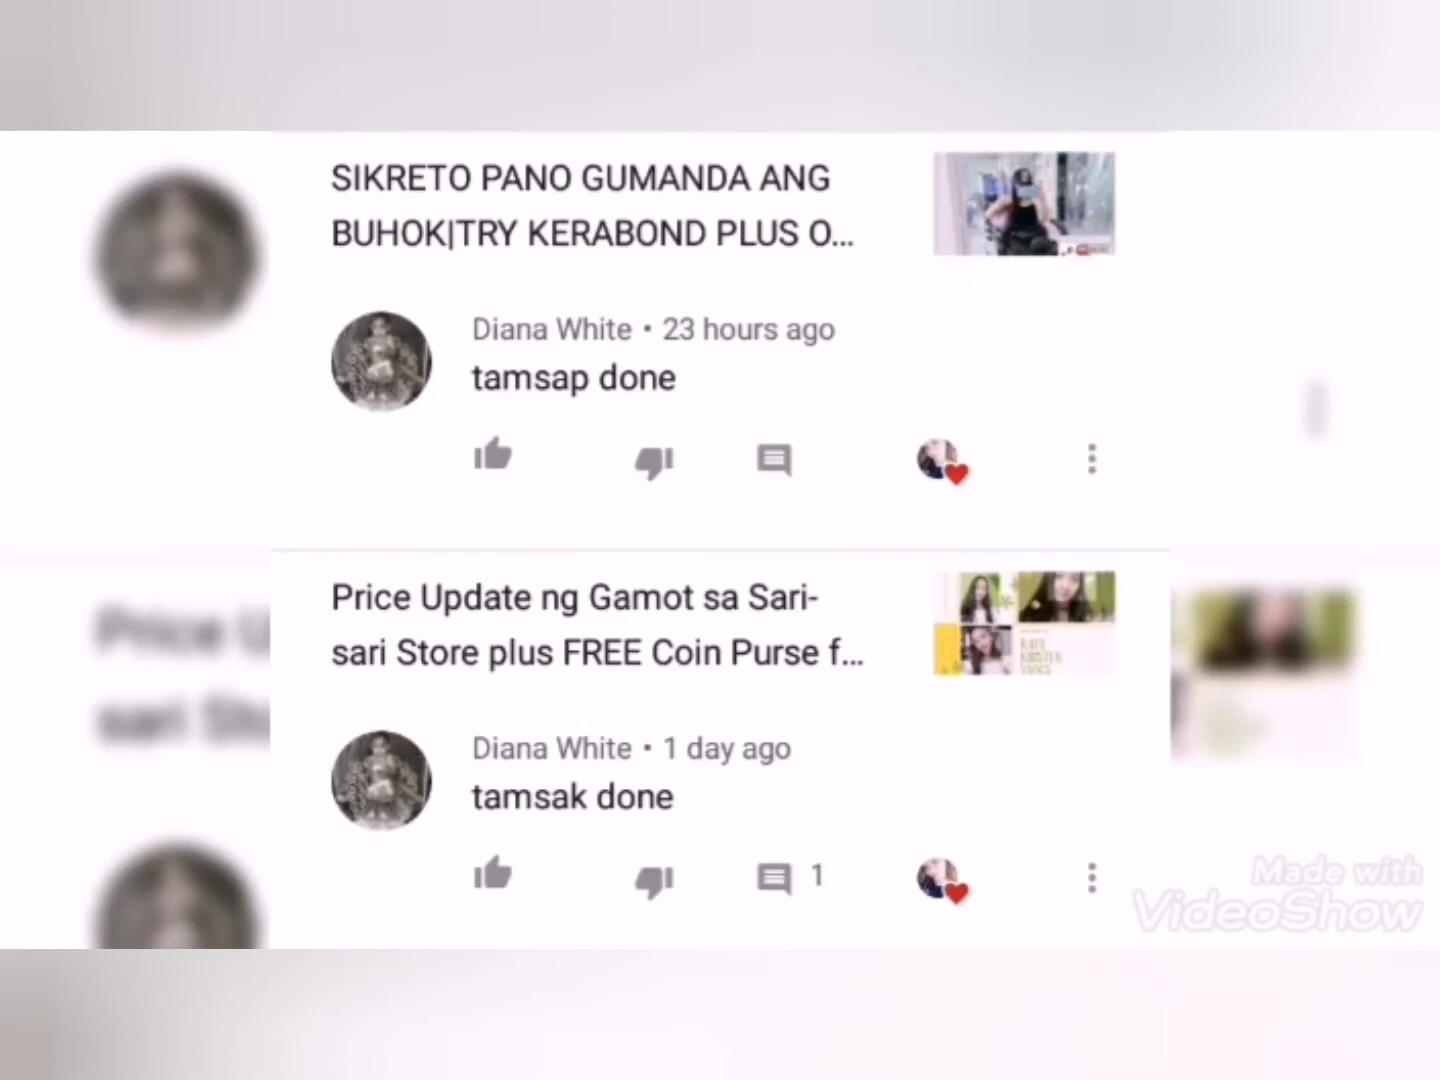 SIKRETO PANO GUMANDA ANG
BUHOK|TRY KERABOND PLUS O...
Diana White • 23 hours ago
tamsap done
Price Update ng Gamot sa Sari-
sari Store plus FREE Coin Purse f...
Diana White • 1 day ago
tamsak done
1
Made with
VideoShow